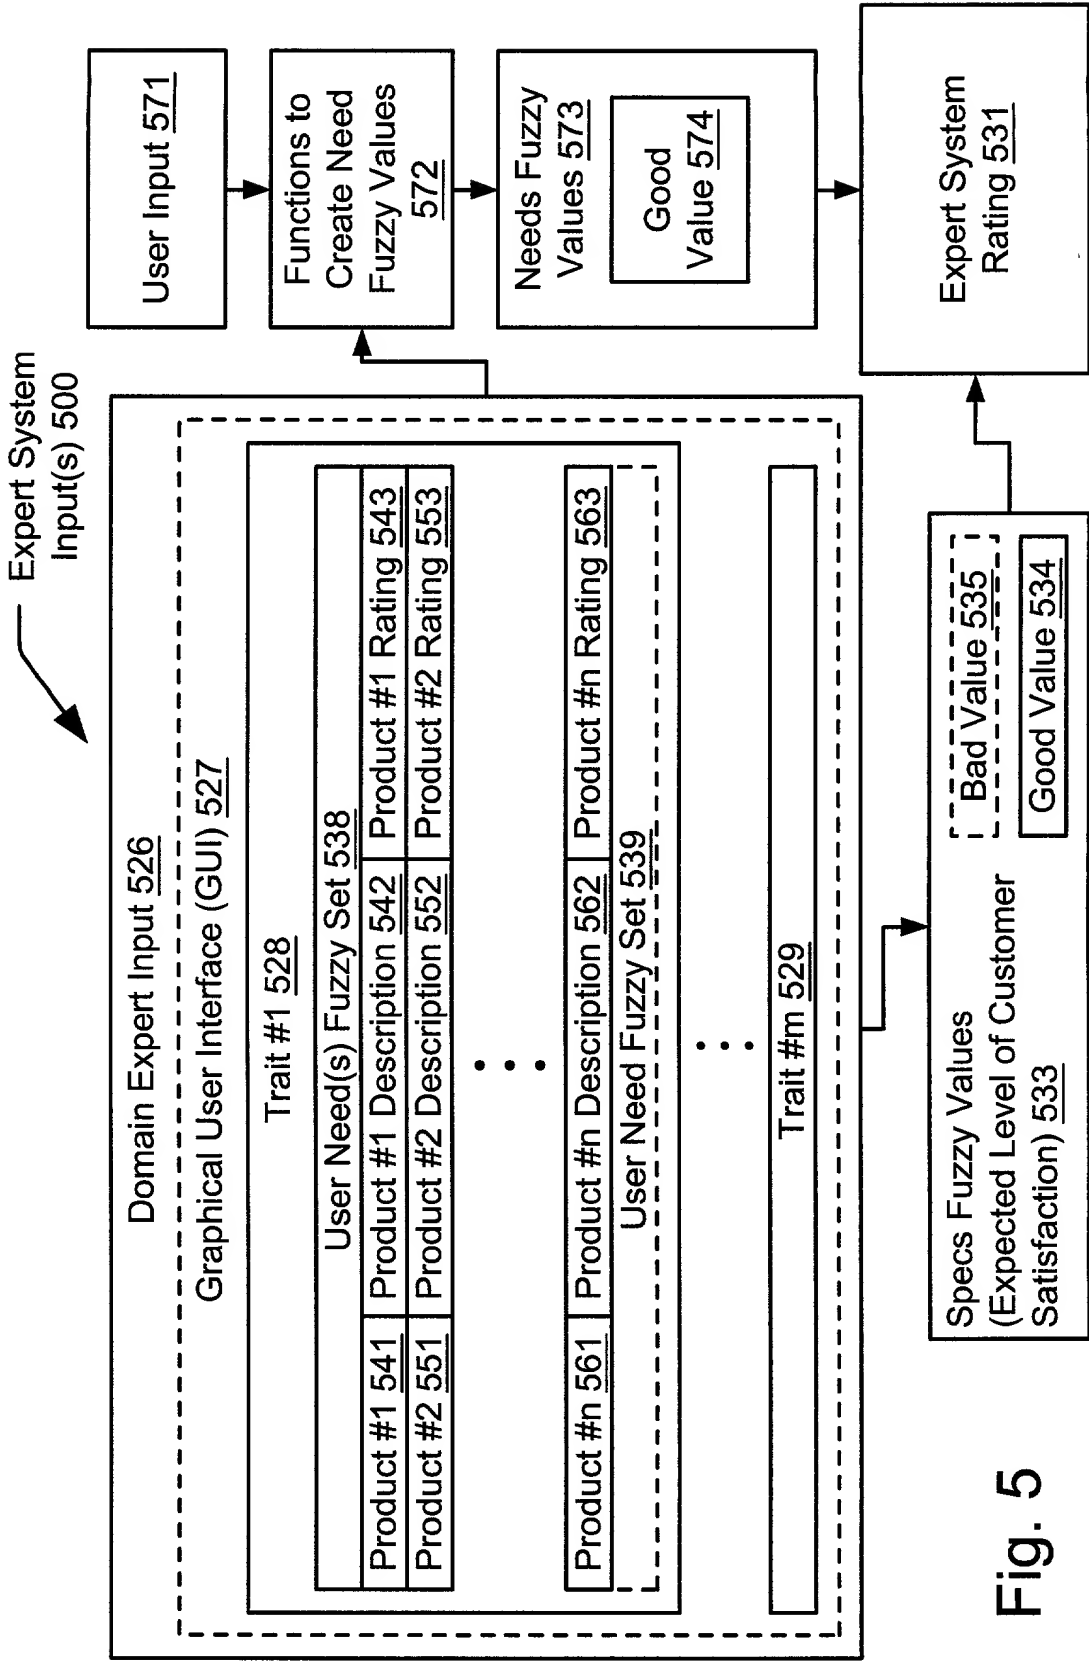 Expert System
Input(s) 500
Domain Expert Input 526
Graphical User Interface (GUI) 527
Trait #1 528
User Need(s) Fuzzy Set 538
Product #1 541 Product #1 Description 542 Product #1 Rating 543
Product #2 551 Product #2 Description 552 Product #2 Rating 553
• • •
Product #n 561 Product #n Description 562 Product #n Rating 563
User Need Fuzzy Set 539
• • •
Trait #m 529
User Input 571
Functions to
Create Need
Fuzzy Values
572
Needs Fuzzy
Values 573
Good
Value 574
Expert System
Rating 531
Specs Fuzzy Values
(Expected Level of Customer
Satisfaction) 533
Bad Value 535
Good Value 534
Fig. 5